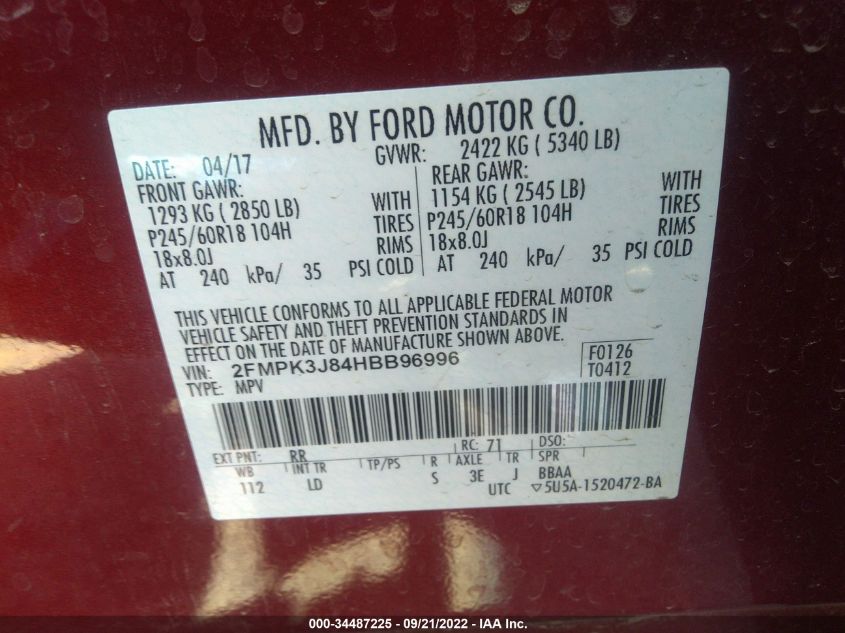 MFD. BY FORD MOTOR CO.
DATE: 04/17 GVWR: 2422 KG ( 5340 LB)
FRONT GAWR: REAR GAWR:
1293 KG ( 2850 LB) WITH 1154 KG ( 2545 LB) WITH
P245/60R18 104H TIRES P245/60R18 104H TIRES
18x8.0J RIMS 18x8.0J RIMS
AT 240 kPa/ 35 PSI COLD AT 240 kPa/ 35 PSI COLD
THIS VEHICLE CONFORMS TO ALL APPLICABLE FEDERAL MOTOR
VEHICLE SAFETY AND THEFT PREVENTION STANDARDS IN
EFFECT ON THE DATE OF MANUFACTURE SHOWN ABOVE.
VIN: 2FMPK3J84HBB96996 F0126
TYPE: MPV T0412
EXT PNT: RR RC: 71 DSO:
WB INT TR TP/PS R AXLE TR SPR
112 LD S 3E J BBAA
UTC ▽5U5A-1520472-BA
000-34487225 - 09/21/2022 - IAA Inc.